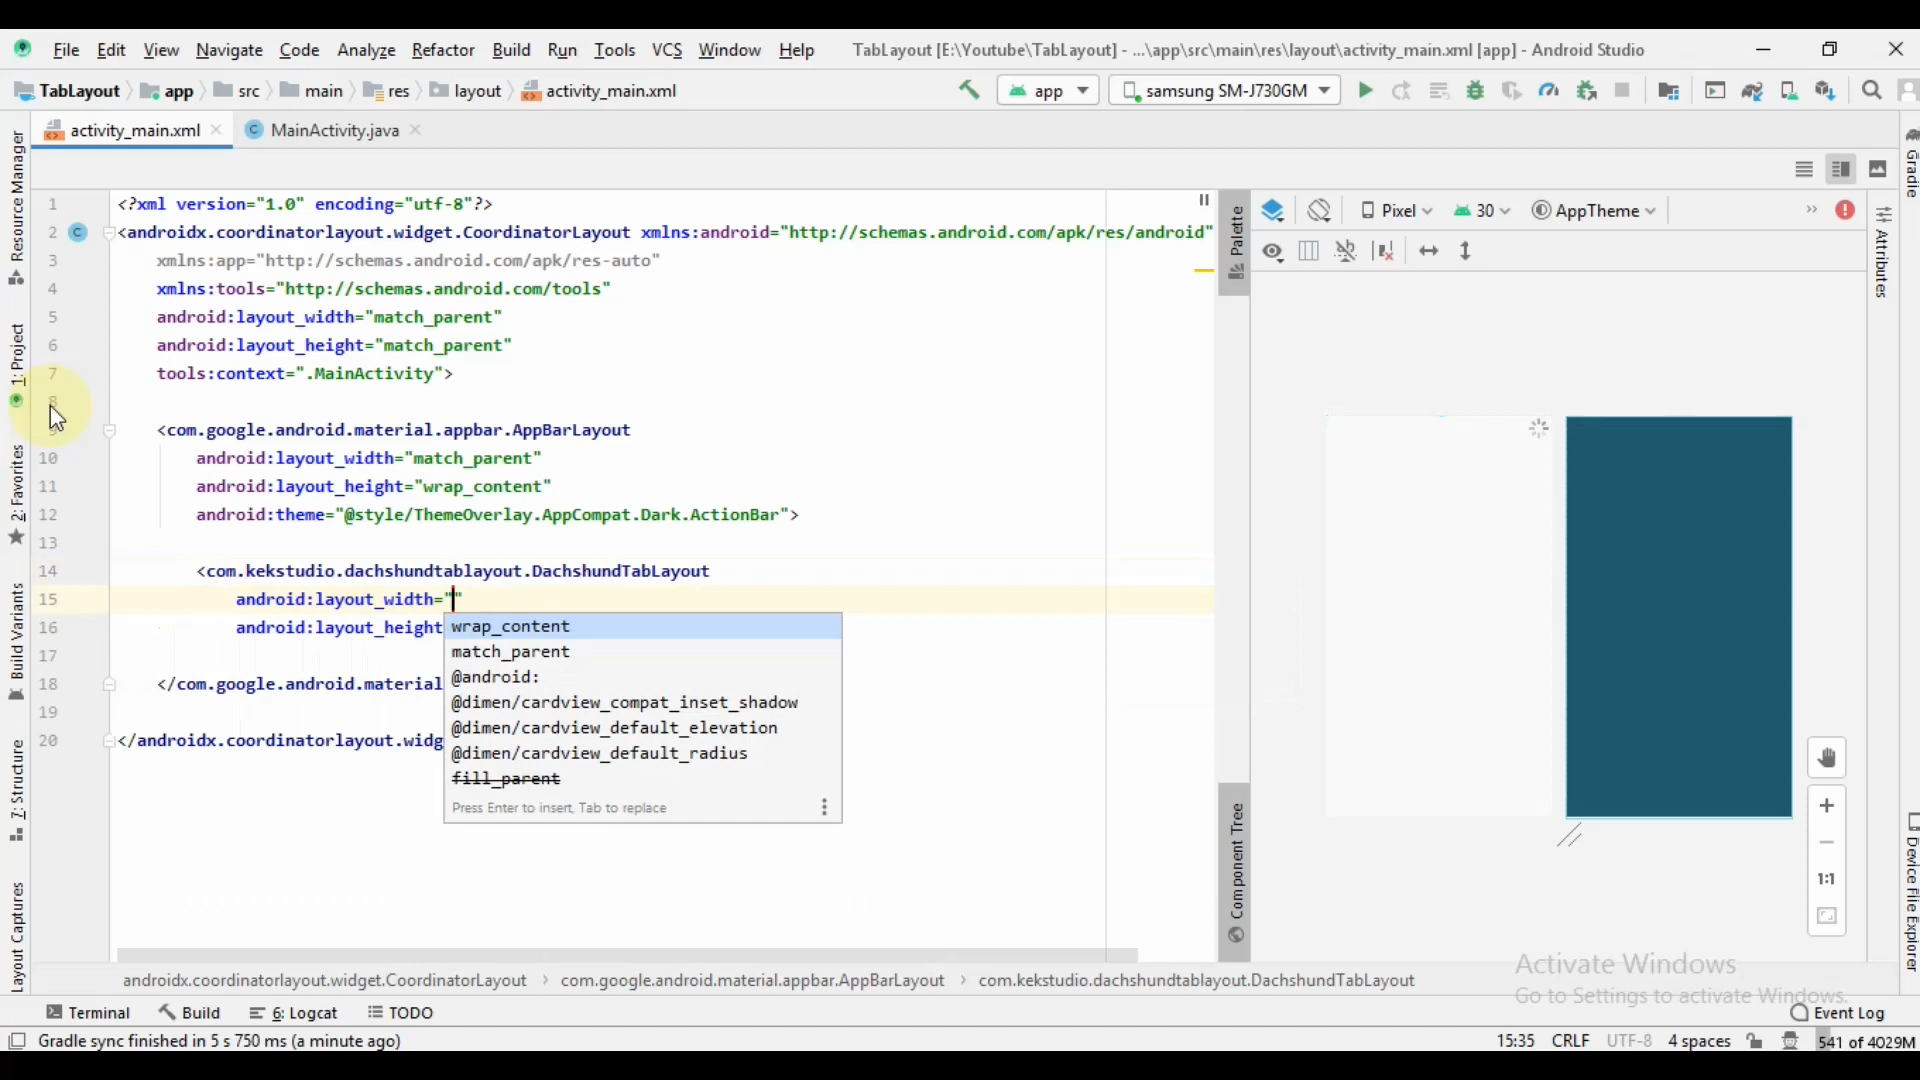 File Edit View Navigate Code Analyze Refactor Build Run Tools VCS Window Help TabLayout [E:\Youtube\TabLayout] - ...\app\src\main\res\layout\activity_main.xml [app] - Android Studio
TabLayout app src main res layout activity_main.xml app samsung SM-J730GM
activity_main.xml MainActivity.java
Resource Manager
1: Project
2: Favorites
Build Variants
7: Structure
Layout Captures
1 <?xml version="1.0" encoding="utf-8"?>
2 <androidx.coordinatorlayout.widget.CoordinatorLayout xmlns:android="http://schemas.android.com/apk/res/android"
3 xmlns:app="http://schemas.android.com/apk/res-auto"
4 xmlns:tools="http://schemas.android.com/tools"
5 android:layout_width="match_parent"
6 android:layout_height="match_parent"
7 tools:context=".MainActivity">
8
9 <com.google.android.material.appbar.AppBarLayout
10 android:layout_width="match_parent"
11 android:layout_height="wrap_content"
12 android:theme="@style/ThemeOverlay.AppCompat.Dark.ActionBar">
13
14 <com.kekstudio.dachshundtablayout.DachshundTabLayout
15 android:layout_width=""
16 android:layout_height
17
18 </com.google.android.material
19
20 </androidx.coordinatorlayout.widg
wrap_content
match_parent
@android:
@dimen/cardview_compat_inset_shadow
@dimen/cardview_default_elevation
@dimen/cardview_default_radius
fill_parent
Press Enter to insert, Tab to replace
Palette
Component Tree
Pixel 30 AppTheme
1:1
Gradle
Attributes
Device File Explorer
androidx.coordinatorlayout.widget.CoordinatorLayout › com.google.android.material.appbar.AppBarLayout › com.kekstudio.dachshundtablayout.DachshundTabLayout
Activate Windows
Go to Settings to activate Windows.
Terminal Build 6: Logcat TODO Event Log
Gradle sync finished in 5 s 750 ms (a minute ago) 15:35 CRLF UTF-8 4 spaces 541 of 4029M